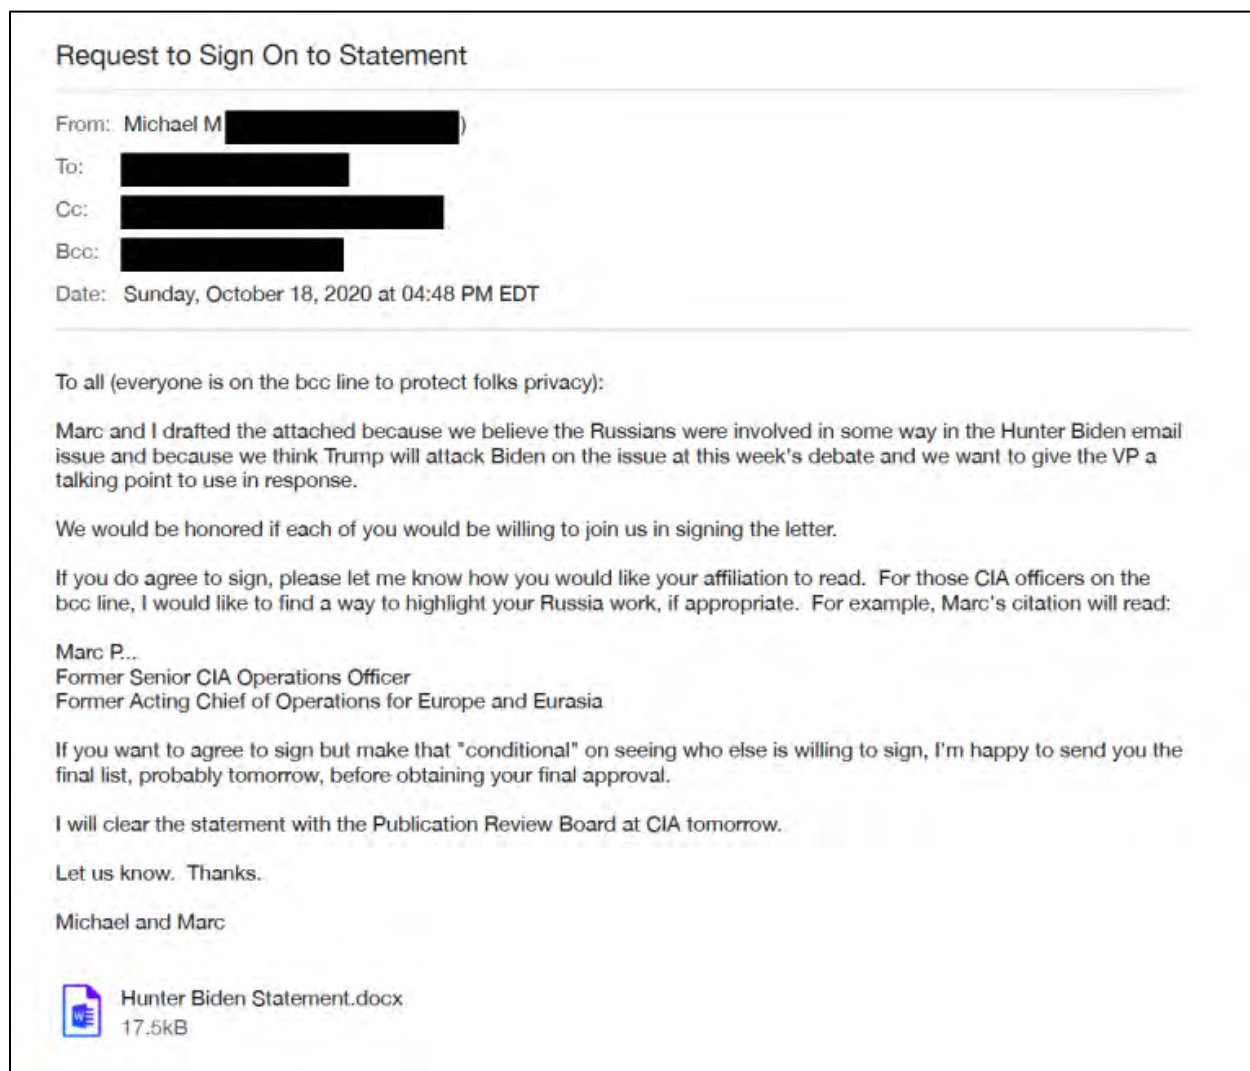 Request to Sign On to Statement
From: Michael M )
To:
Cc:
Bcc:
Date: Sunday, October 18, 2020 at 04:48 PM EDT
To all (everyone is on the bcc line to protect folks privacy):
Marc and I drafted the attached because we believe the Russians were involved in some way in the Hunter Biden email
issue and because we think Trump will attack Biden on the issue at this week's debate and we want to give the VP a
talking point to use in response.
We would be honored if each of you would be willing to join us in signing the letter.
If you do agree to sign, please let me know how you would like your affiliation to read.  For those CIA officers on the
bcc line, I would like to find a way to highlight your Russia work, if appropriate.  For example, Marc's citation will read:
Marc P...
Former Senior CIA Operations Officer
Former Acting Chief of Operations for Europe and Eurasia
If you want to agree to sign but make that "conditional" on seeing who else is willing to sign, I'm happy to send you the
final list, probably tomorrow, before obtaining your final approval.
I will clear the statement with the Publication Review Board at CIA tomorrow.
Let us know.  Thanks.
Michael and Marc
Hunter Biden Statement.docx
17.5kB